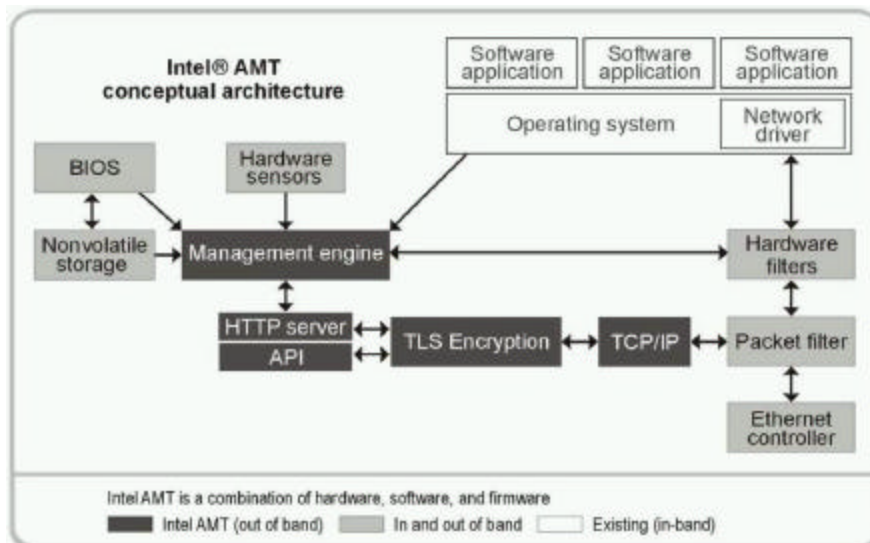 Intel® AMT
conceptual architecture
Software
application
Software
application
Software
application
Operating system
Network
driver
BIOS
Hardware
sensors
Nonvolatile
storage
Management engine
Hardware
filters
HTTP server
API
TLS Encryption
TCP/IP
Packet filter
Ethernet
controller
Intel AMT is a combination of hardware, software, and firmware
Intel AMT (out of band)
In and out of band
Existing (in-band)